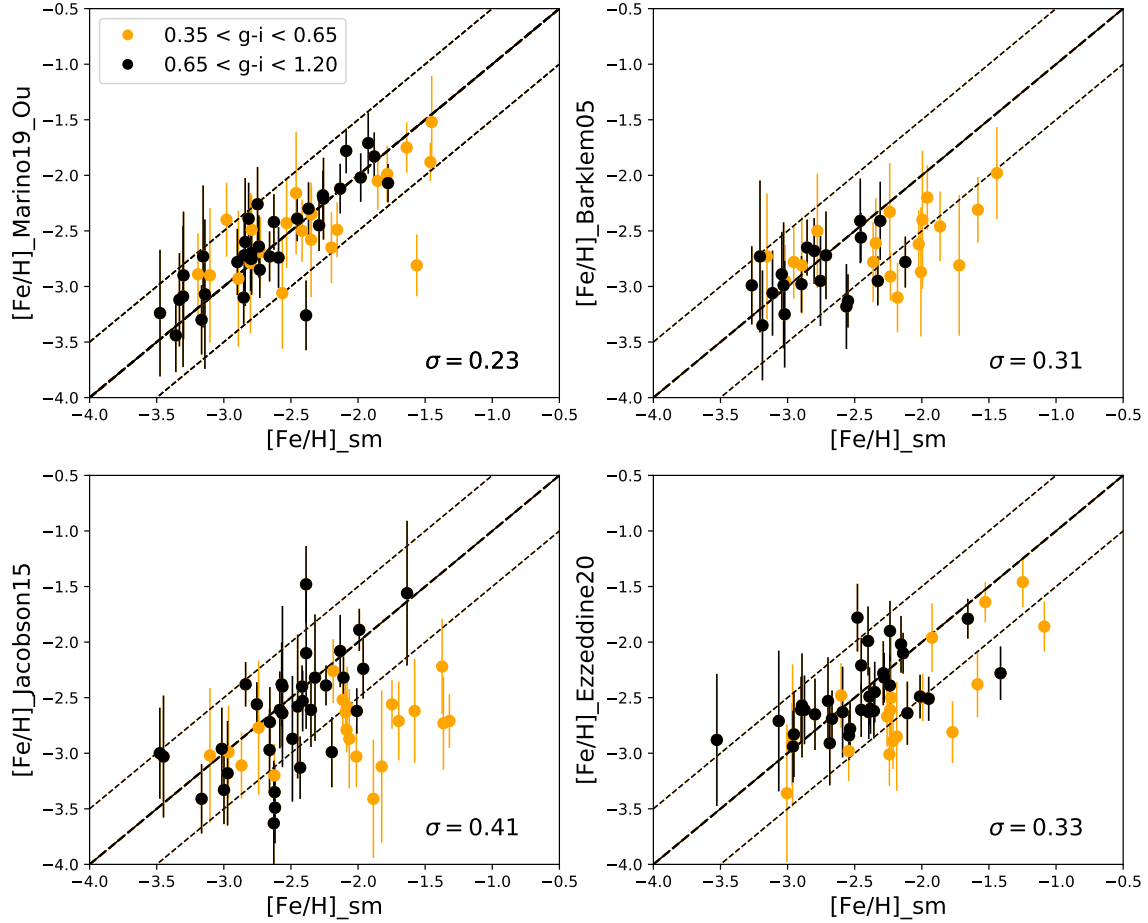 0.35 < g-i < 0.65
0.65 < g-i < 1.20
[Fe/H]_Marino19_Ou
−0.5
−1.0
−1.5
−2.0
−2.5
−3.0
−3.5
−4.0
σ = 0.23
−4.0 −3.5 −3.0 −2.5 −2.0 −1.5 −1.0 −0.5
[Fe/H]_sm
[Fe/H]_Barklem05
−0.5
−1.0
−1.5
−2.0
−2.5
−3.0
−3.5
−4.0
σ = 0.31
−4.0 −3.5 −3.0 −2.5 −2.0 −1.5 −1.0 −0.5
[Fe/H]_sm
[Fe/H]_Jacobson15
−0.5
−1.0
−1.5
−2.0
−2.5
−3.0
−3.5
−4.0
σ = 0.41
−4.0 −3.5 −3.0 −2.5 −2.0 −1.5 −1.0 −0.5
[Fe/H]_sm
[Fe/H]_Ezzeddine20
−0.5
−1.0
−1.5
−2.0
−2.5
−3.0
−3.5
−4.0
σ = 0.33
−4.0 −3.5 −3.0 −2.5 −2.0 −1.5 −1.0 −0.5
[Fe/H]_sm